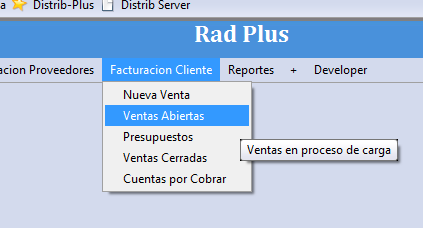 a Distrib-Plus Distrib Server
Rad Plus
acion Proveedores Facturacion Cliente Reportes + Developer
Nueva Venta
Ventas Abiertas
Presupuestos
Ventas en proceso de carga
Ventas Cerradas
Cuentas por Cobrar